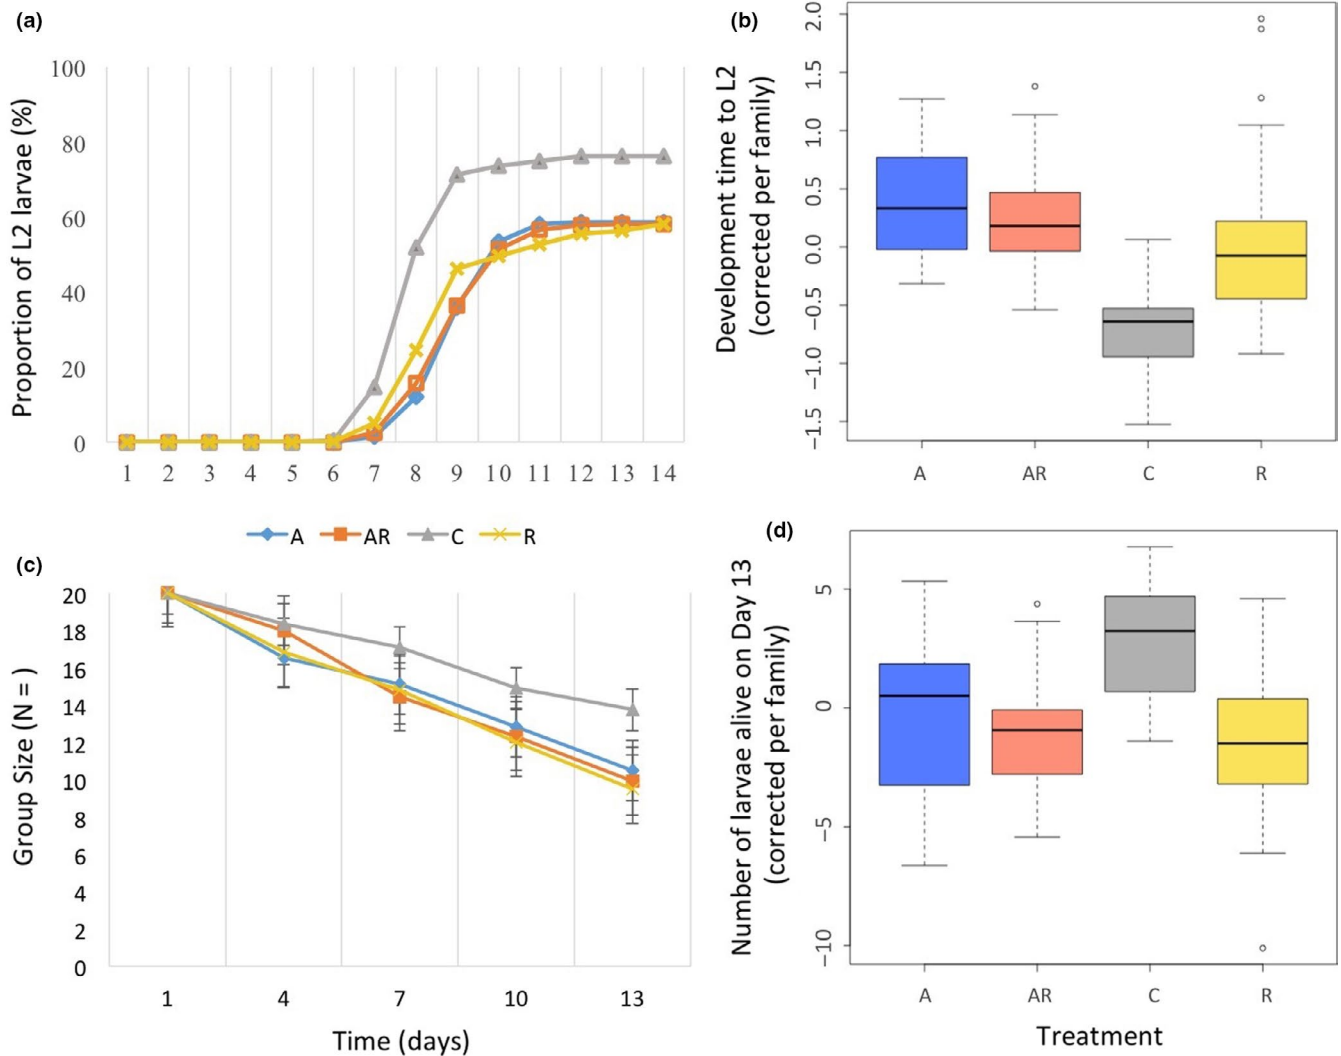 (a)
Proportion of L2 larvae (%)
100
80
60
40
20
0
1 2 3 4 5 6 7 8 9 10 11 12 13 14
A AR C R
(b)
Development time to L2
(corrected per family)
2.0
1.5
1.0
0.5
0.0
−0.5
−1.0
−1.5
A AR C R
(c)
Group Size (N = )
20
18
16
14
12
10
8
6
4
2
0
1 4 7 10 13
Time (days)
(d)
Number of larvae alive on Day 13
(corrected per family)
5
0
−5
−10
A AR C R
Treatment